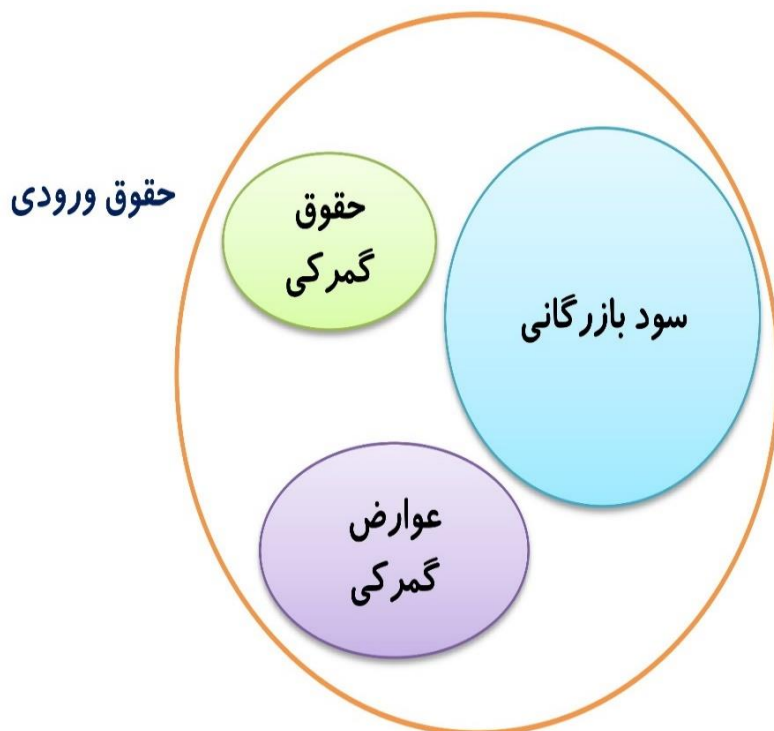 حقوق ورودی
حقوق
گمرکی
سود بازرگانی
عوارض
گمرکی